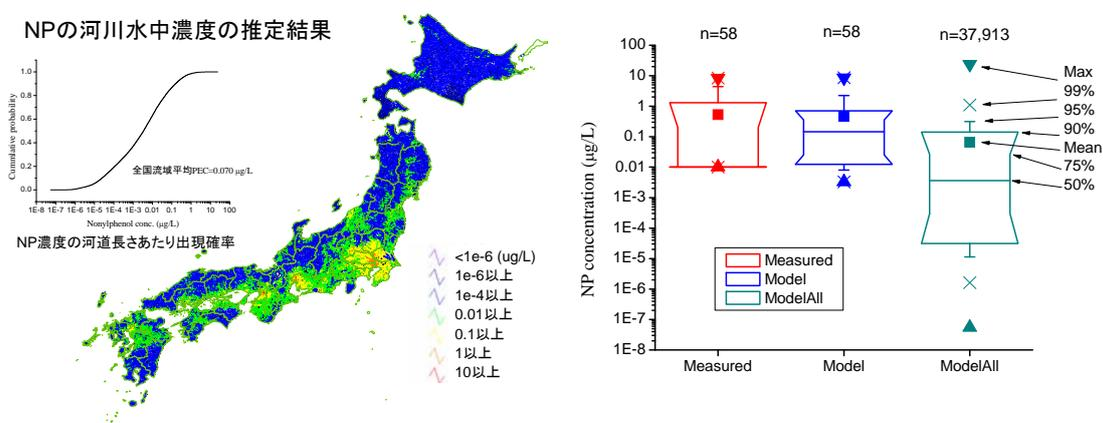 NPの河川水中濃度の推定結果
1.0
0.8
0.6
0.4
0.2
0.0
Cummlative probability
全国流域平均PEC=0.070 μg/L
1E-8 1E-7 1E-6 1E-5 1E-4 1E-3 0.01 0.1 1 10 100
Nonylphenol conc. (μg/L)
NP濃度の河道長さあたり出現確率
<1e-6 (ug/L)
1e-6以上
1e-4以上
0.01以上
0.1以上
1以上
10以上
n=58 n=58 n=37,913
100
10
1
0.1
0.01
1E-3
1E-4
1E-5
1E-6
1E-7
1E-8
NP concentration (μg/L)
Max
99%
95%
90%
Mean
75%
50%
Measured
Model
ModelAll
Measured Model ModelAll